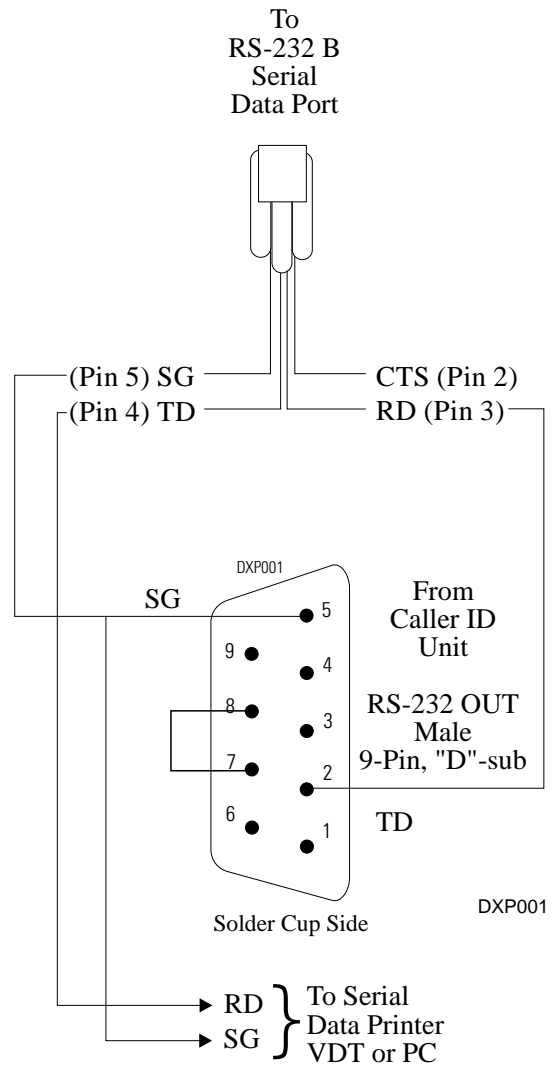 To
RS-232 B
Serial
Data Port
(Pin 5) SG
CTS (Pin 2)
(Pin 4) TD
RD (Pin 3)
DXP001
SG
5
9
4
8
3
7
2
6
1
From
Caller ID
Unit
RS-232 OUT
Male
9-Pin, "D"-sub
TD
Solder Cup Side
DXP001
RD
SG
To Serial
Data Printer
VDT or PC